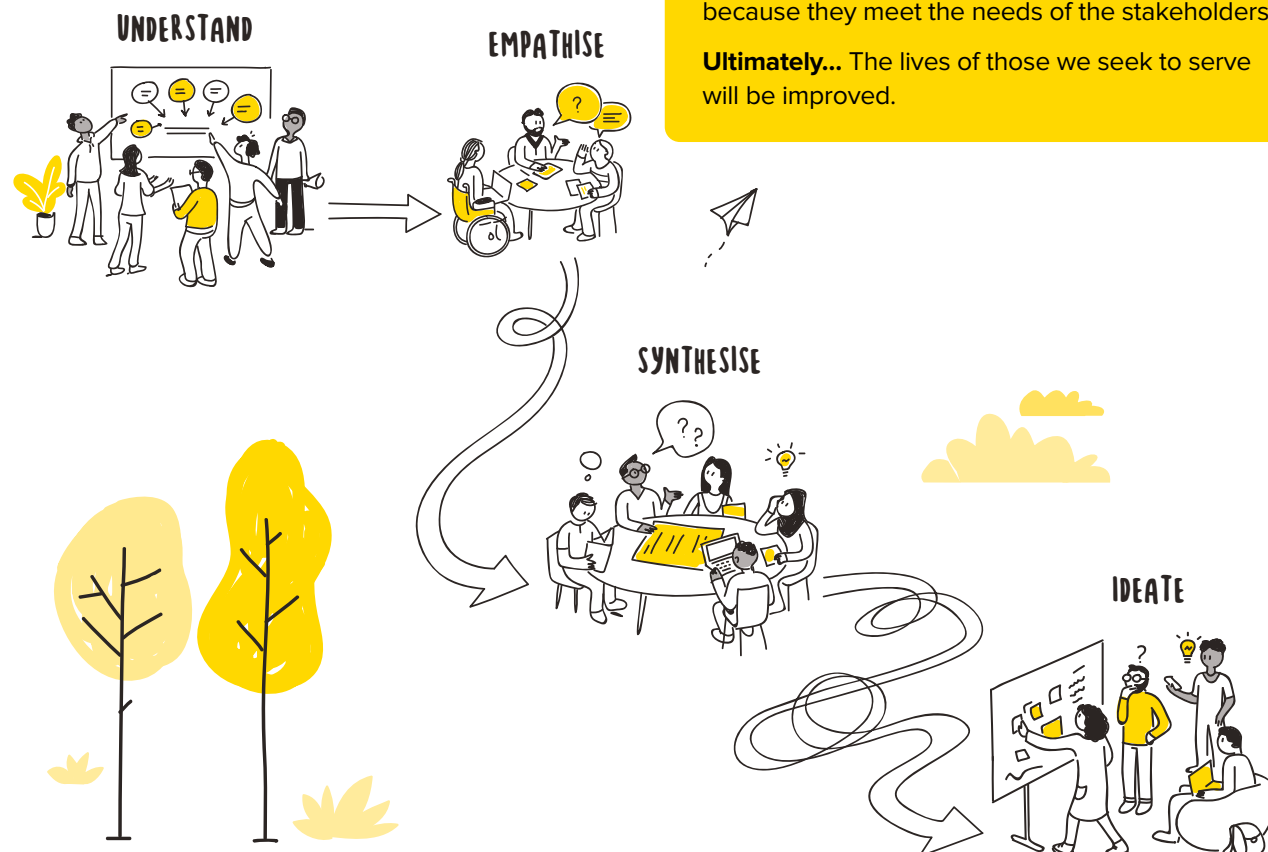 UNDERSTAND
EMPATHISE
because they meet the needs of the stakeholders
Ultimately... The lives of those we seek to serve
will be improved.
?
SYNTHESISE
??
IDEATE
?